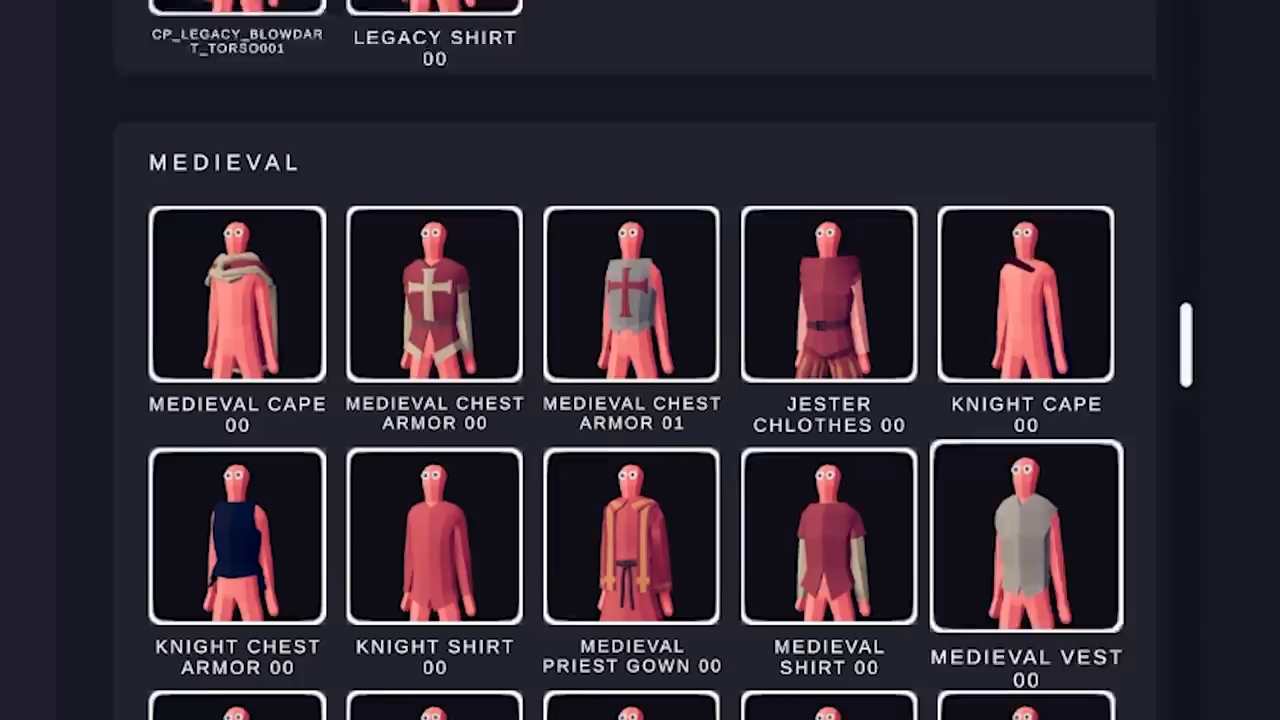 CP_LEGACY_BLOWDAR
T_TORSO001
LEGACY SHIRT
00
MEDIEVAL
MEDIEVAL CAPE
00
MEDIEVAL CHEST
ARMOR 00
MEDIEVAL CHEST
ARMOR 01
JESTER
CHLOTHES 00
KNIGHT CAPE
00
KNIGHT CHEST
ARMOR 00
KNIGHT SHIRT
00
MEDIEVAL
PRIEST GOWN 00
MEDIEVAL
SHIRT 00
MEDIEVAL VEST
00